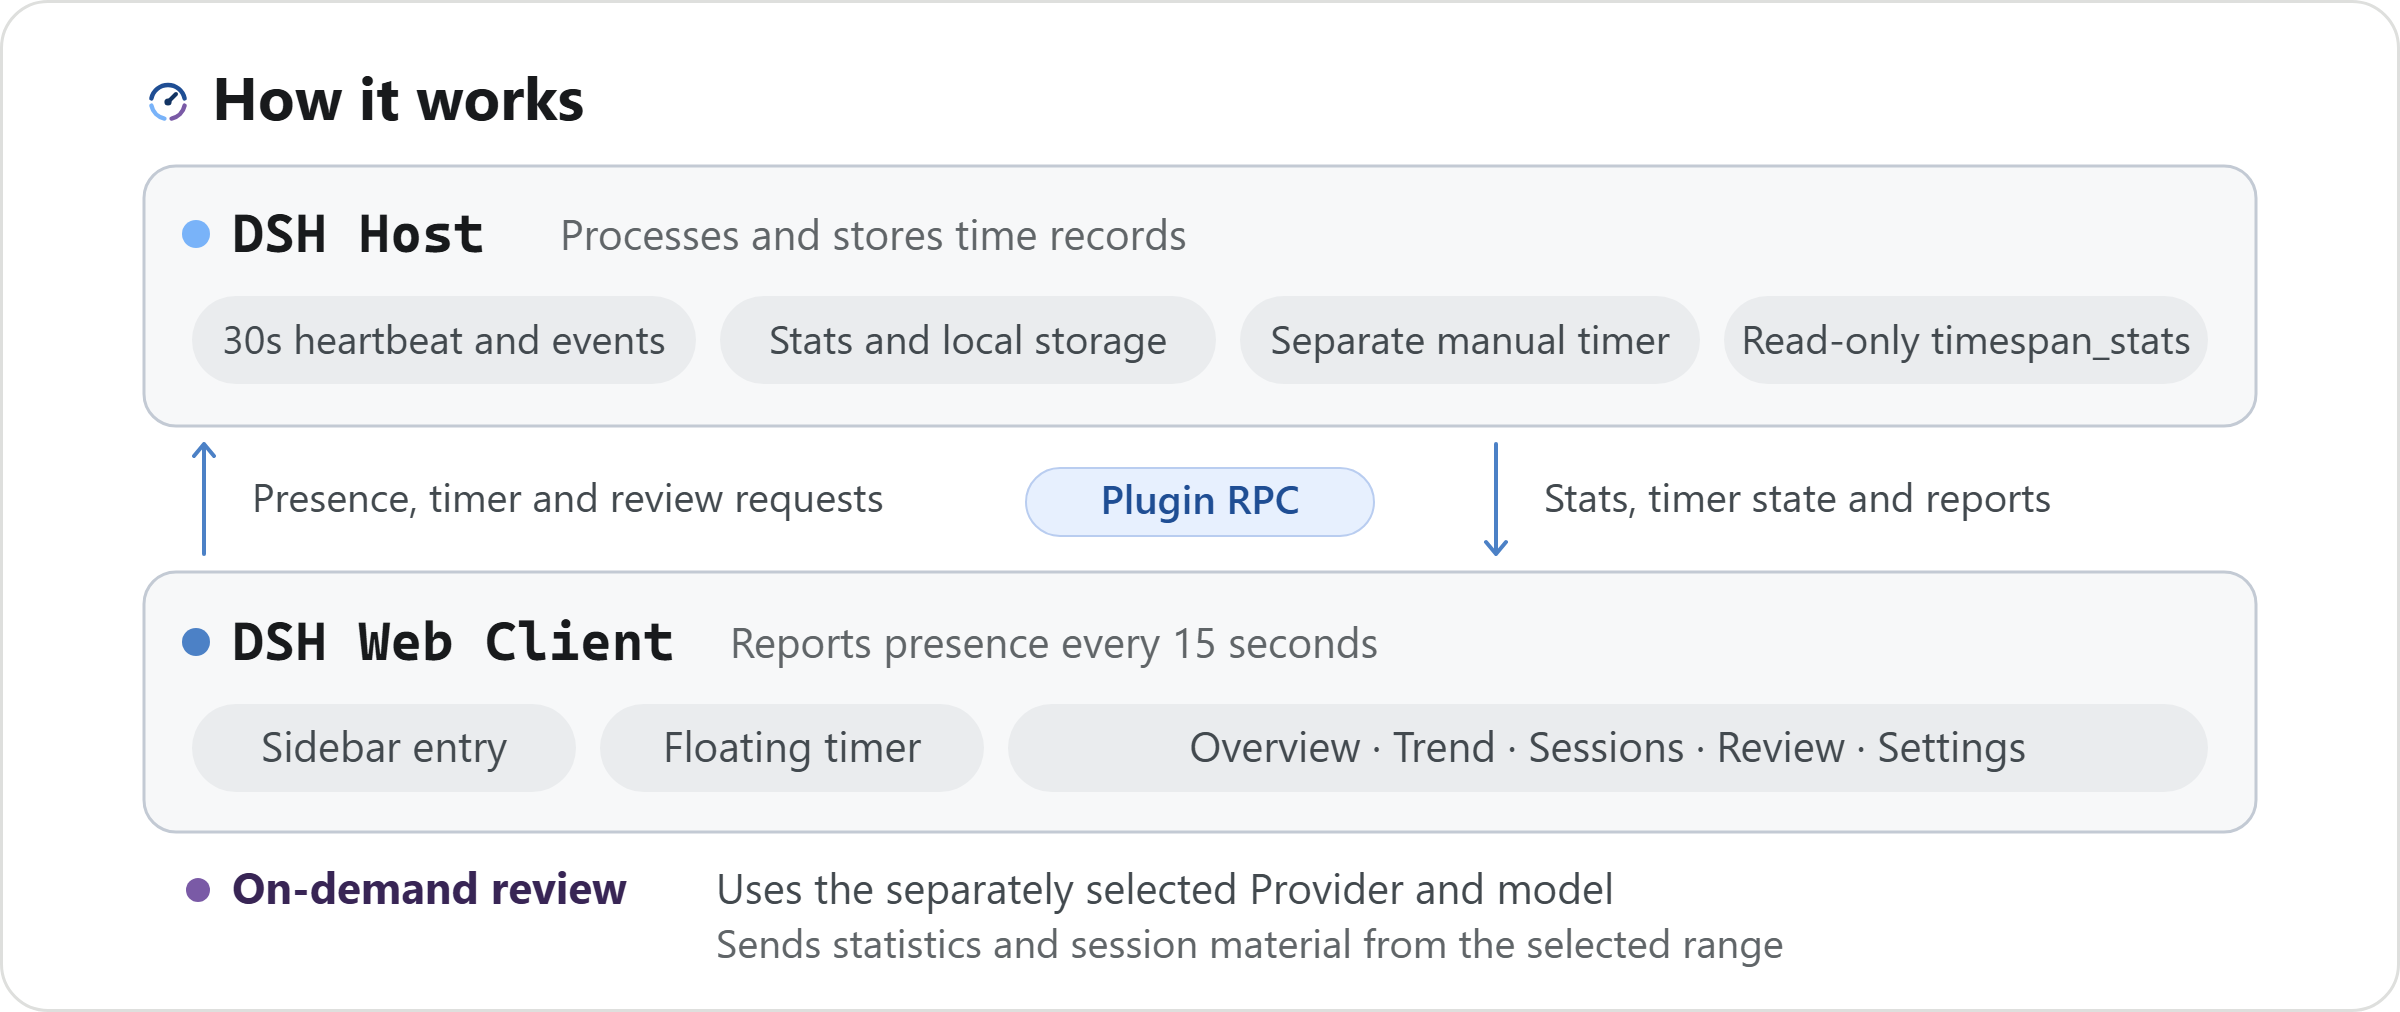 How it works
DSH Host Processes and stores time records
30s heartbeat and events Stats and local storage Separate manual timer Read-only timespan_stats
Presence, timer and review requests Plugin RPC Stats, timer state and reports
DSH Web Client Reports presence every 15 seconds
Sidebar entry Floating timer Overview · Trend · Sessions · Review · Settings
On-demand review Uses the separately selected Provider and model
Sends statistics and session material from the selected range